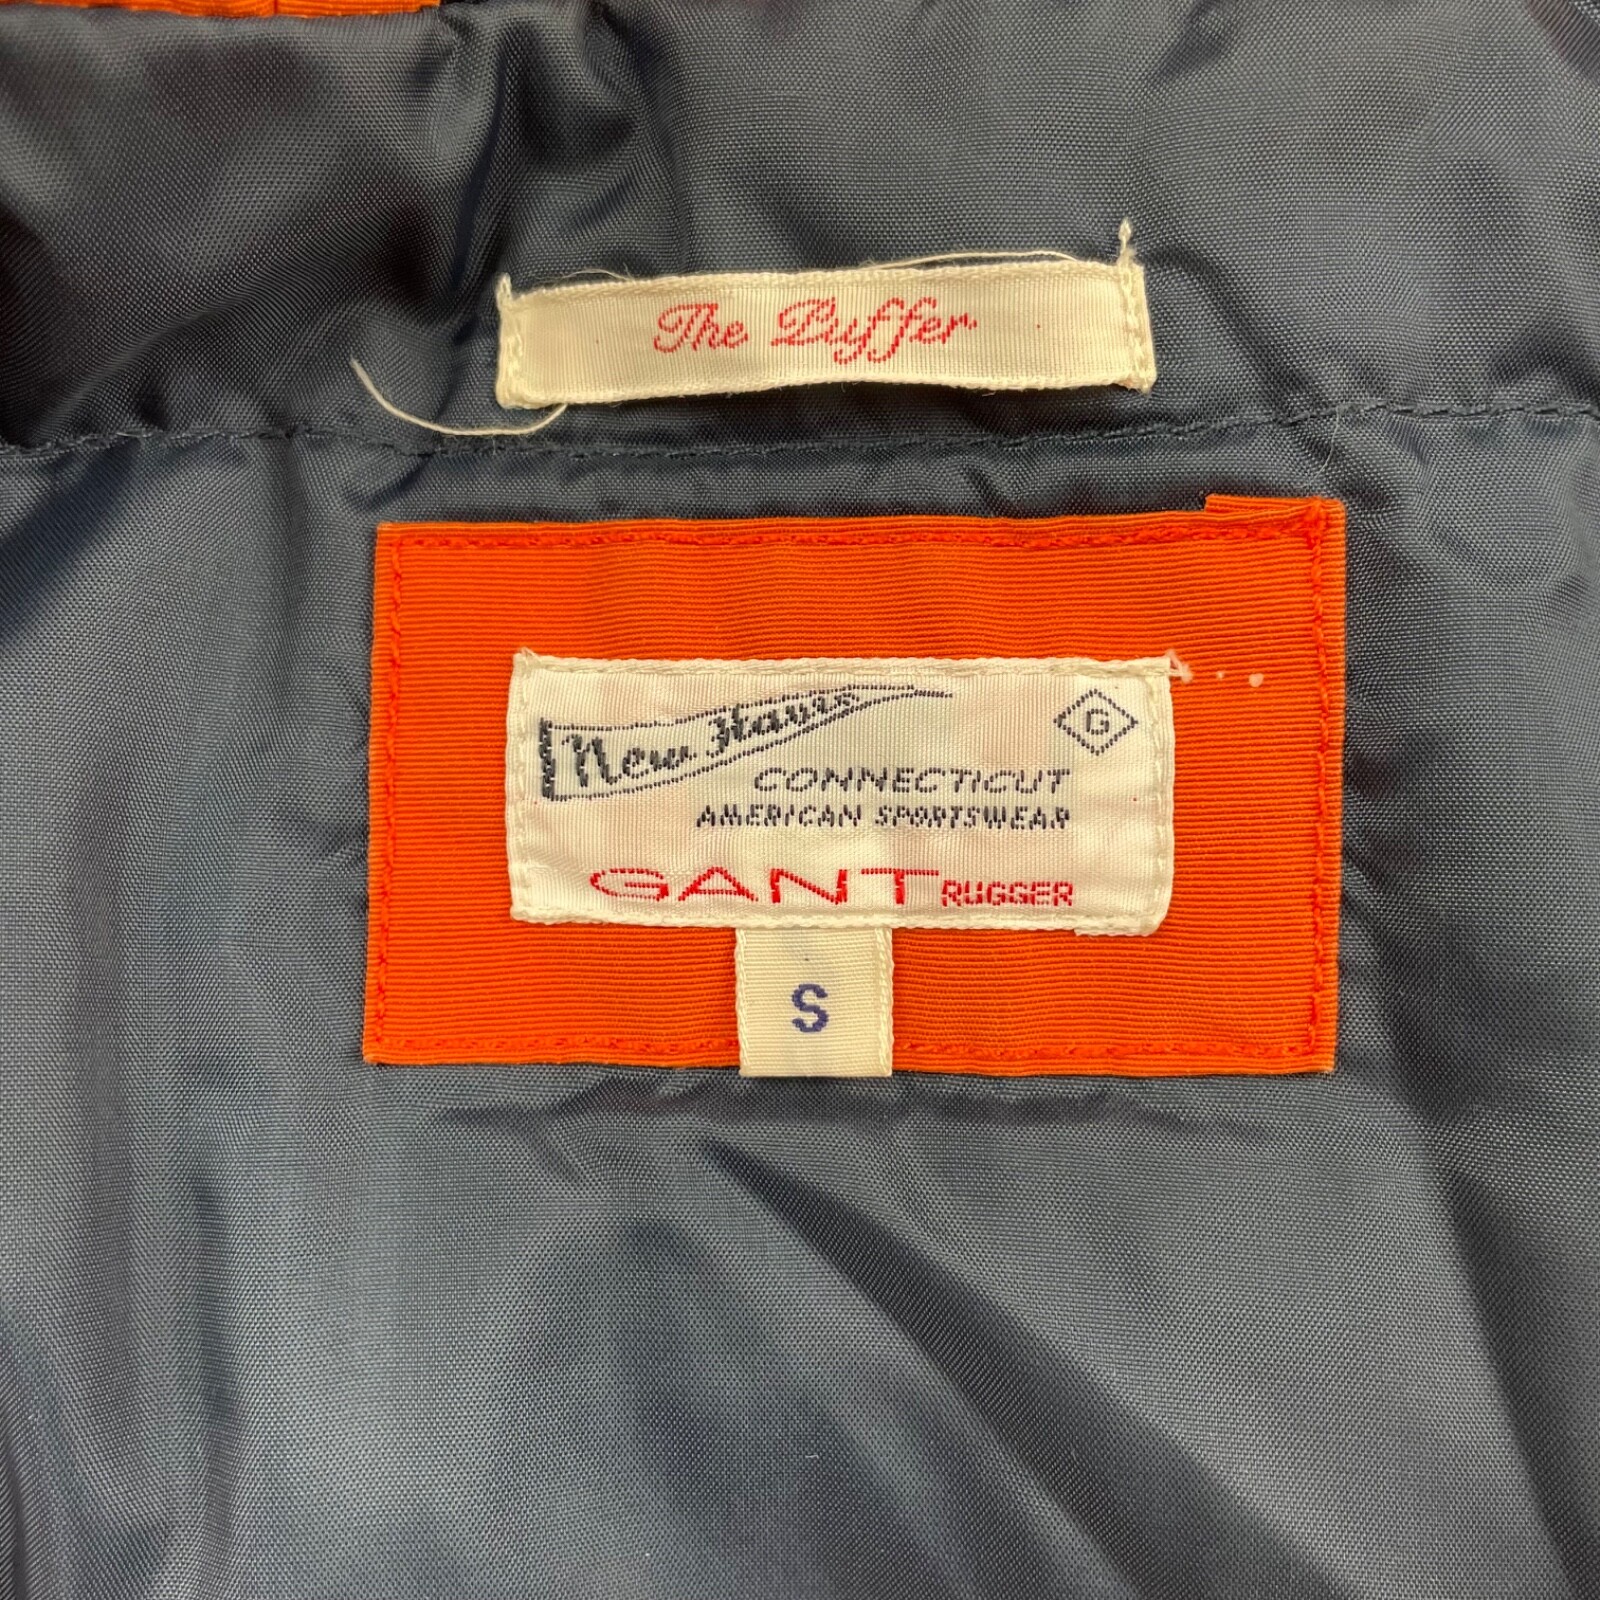 The Puffer
New Haven
G
CONNECTICUT
AMERICAN SPORTSWEAR
GANT RUGGER
S